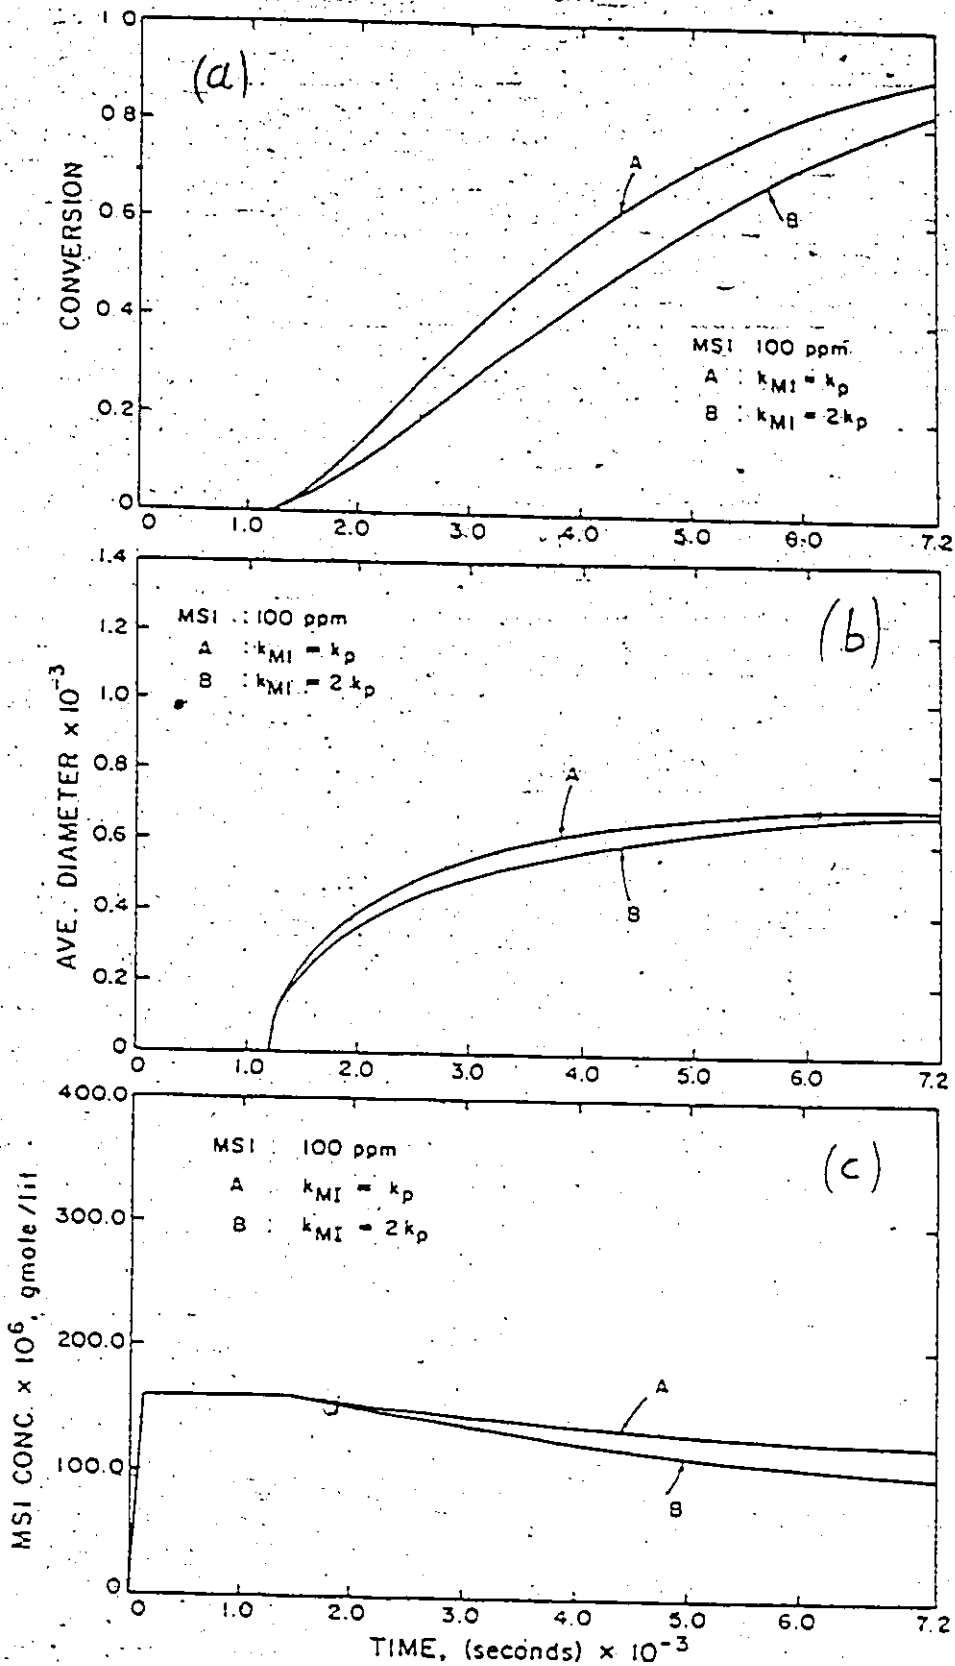 1.0
(a)
0.8
CONVERSION
A
0.6
B
0.4
MSI 100 ppm
A : kMI = kp
B : kMI = 2kp
0.2
0
0 1.0 2.0 3.0 4.0 5.0 6.0 7.2
1.4
MSI : 100 ppm
(b)
1.2
A : kMI = kp
B : kMI = 2kp
AVE. DIAMETER x 10⁻³
1.0
0.8
A
0.6
B
0.4
0.2
0
0 1.0 2.0 3.0 4.0 5.0 6.0 7.2
400.0
MSI : 100 ppm
(c)
A kMI = kp
B : kMI = 2kp
MSI CONC. x 10⁶, gmole/lit
300.0
200.0
A
100.0
B
0
0 1.0 2.0 3.0 4.0 5.0 6.0 7.2
TIME, (seconds) x 10⁻³